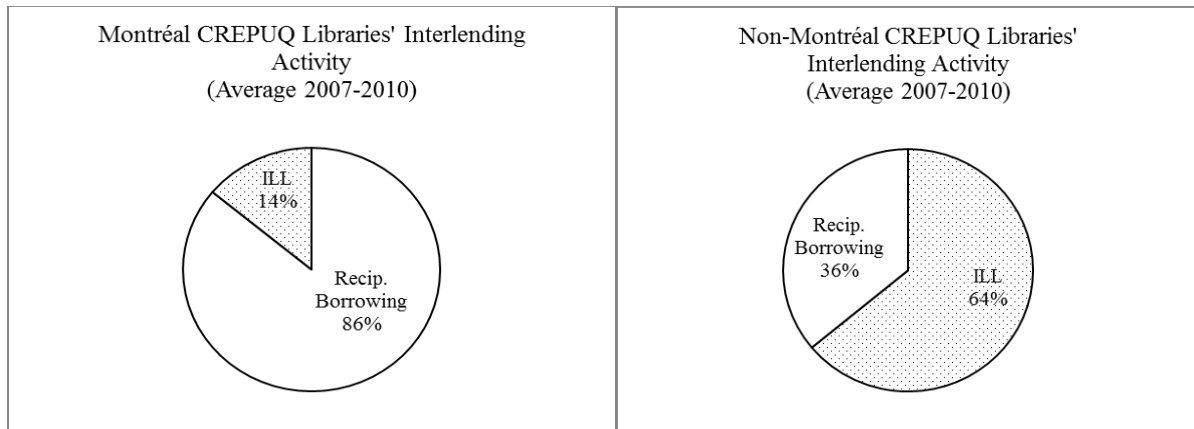 Montréal CREPUQ Libraries' Interlending
Activity
(Average 2007-2010)
ILL
14%
Recip.
Borrowing
86%
Non-Montréal CREPUQ Libraries'
Interlending Activity
(Average 2007-2010)
Recip.
Borrowing
36%
ILL
64%